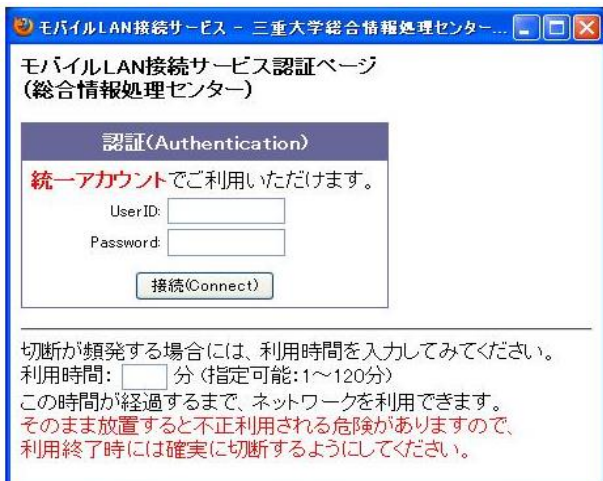 モバイルLAN接続サービス - 三重大学総合情報処理センター...
モバイルLAN接続サービス認証ページ
(総合情報処理センター)
認証(Authentication)
統一アカウントでご利用いただけます。
UserID:
Password:
接続(Connect)
切断が頻発する場合には、利用時間を入力してみてください。
利用時間: 分(指定可能:1~120分)
この時間が経過するまで、ネットワークを利用できます。
そのまま放置すると不正利用される危険がありますので、
利用終了時には確実に切断するようにしてください。